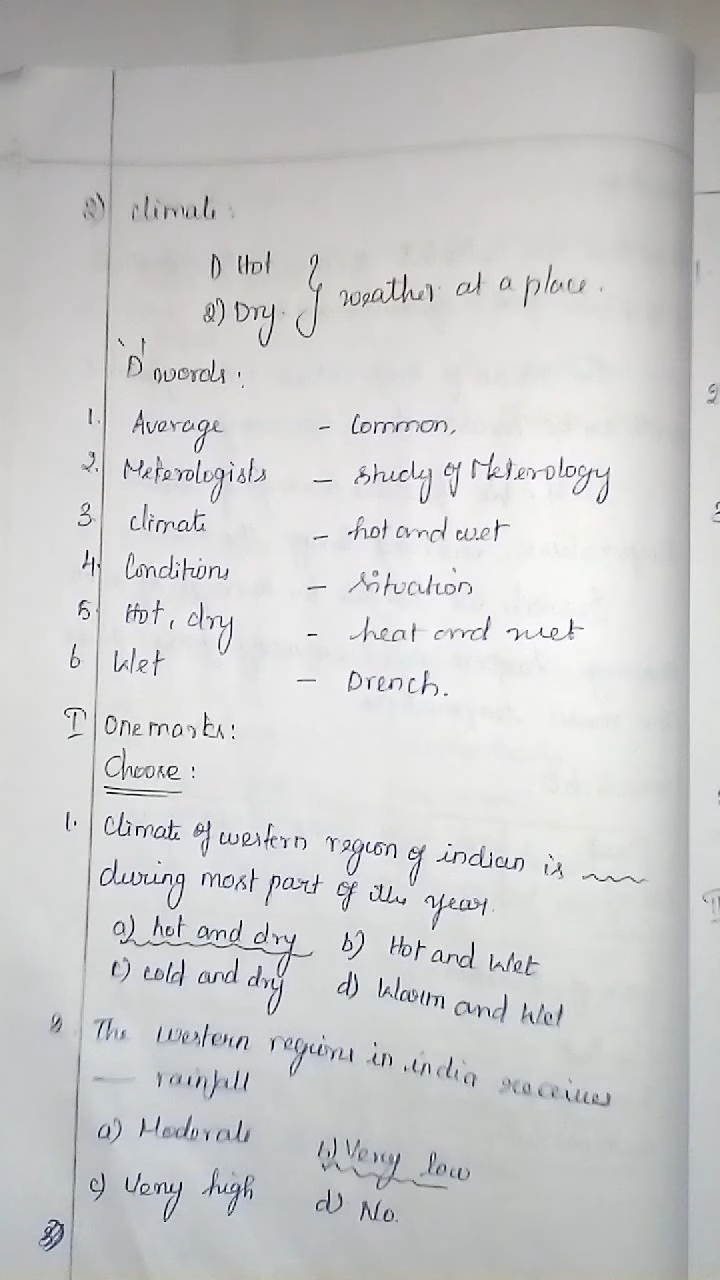 2) climate:
1) Hot
2) Dry. } weather at a place.
1) words:
1. Average - Common,
2. Meterologists - Study of Meterology
3. climate - hot and wet
4. Conditions - Situation
5. Hot, dry - heat and wet
6 Wet - Drench.
I One marks:
Choose:
1. Climate of western region of indian is ~~~
during most part of the year.
a) hot and dry b) Hot and Wet
c) cold and dry d) Warm and Wet
2 The western regions in india receives
— rainfall
a) Moderate b) Very low
c) Very high d) No.
3)